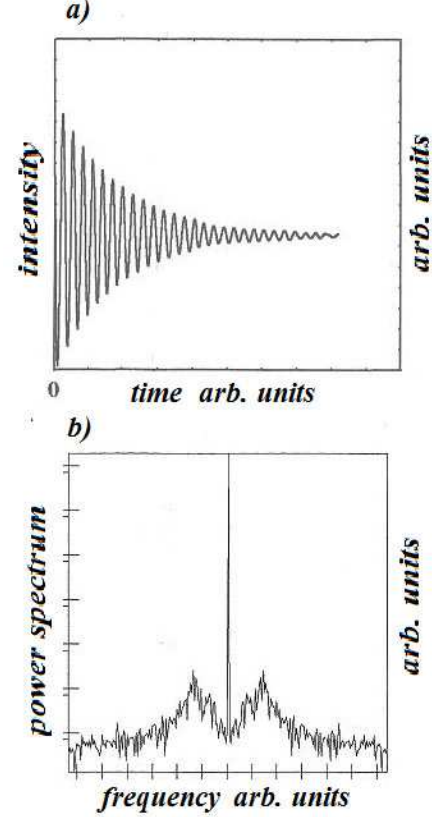 a)
intensity
arb. units
0
time arb. units
b)
power spectrum
arb. units
frequency arb. units